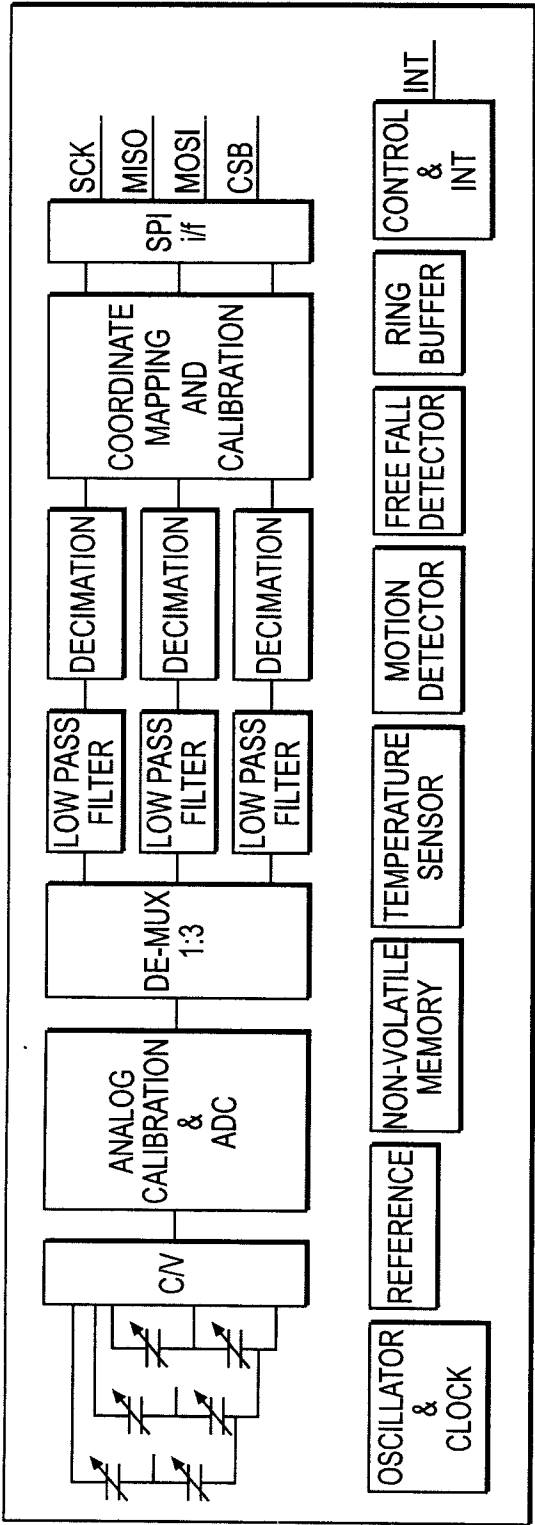 C/V
ANALOG
CALIBRATION
&
ADC
DE-MUX
1:3
LOW PASS
FILTER
LOW PASS
FILTER
LOW PASS
FILTER
DECIMATION
DECIMATION
DECIMATION
COORDINATE
MAPPING
AND
CALIBRATION
SPI
i/f
SCK
MISO
MOSI
CSB
OSCILLATOR
&
CLOCK
REFERENCE
NON-VOLATILE
MEMORY
TEMPERATURE
SENSOR
MOTION
DETECTOR
FREE FALL
DETECTOR
RING
BUFFER
CONTROL
&
INT
INT